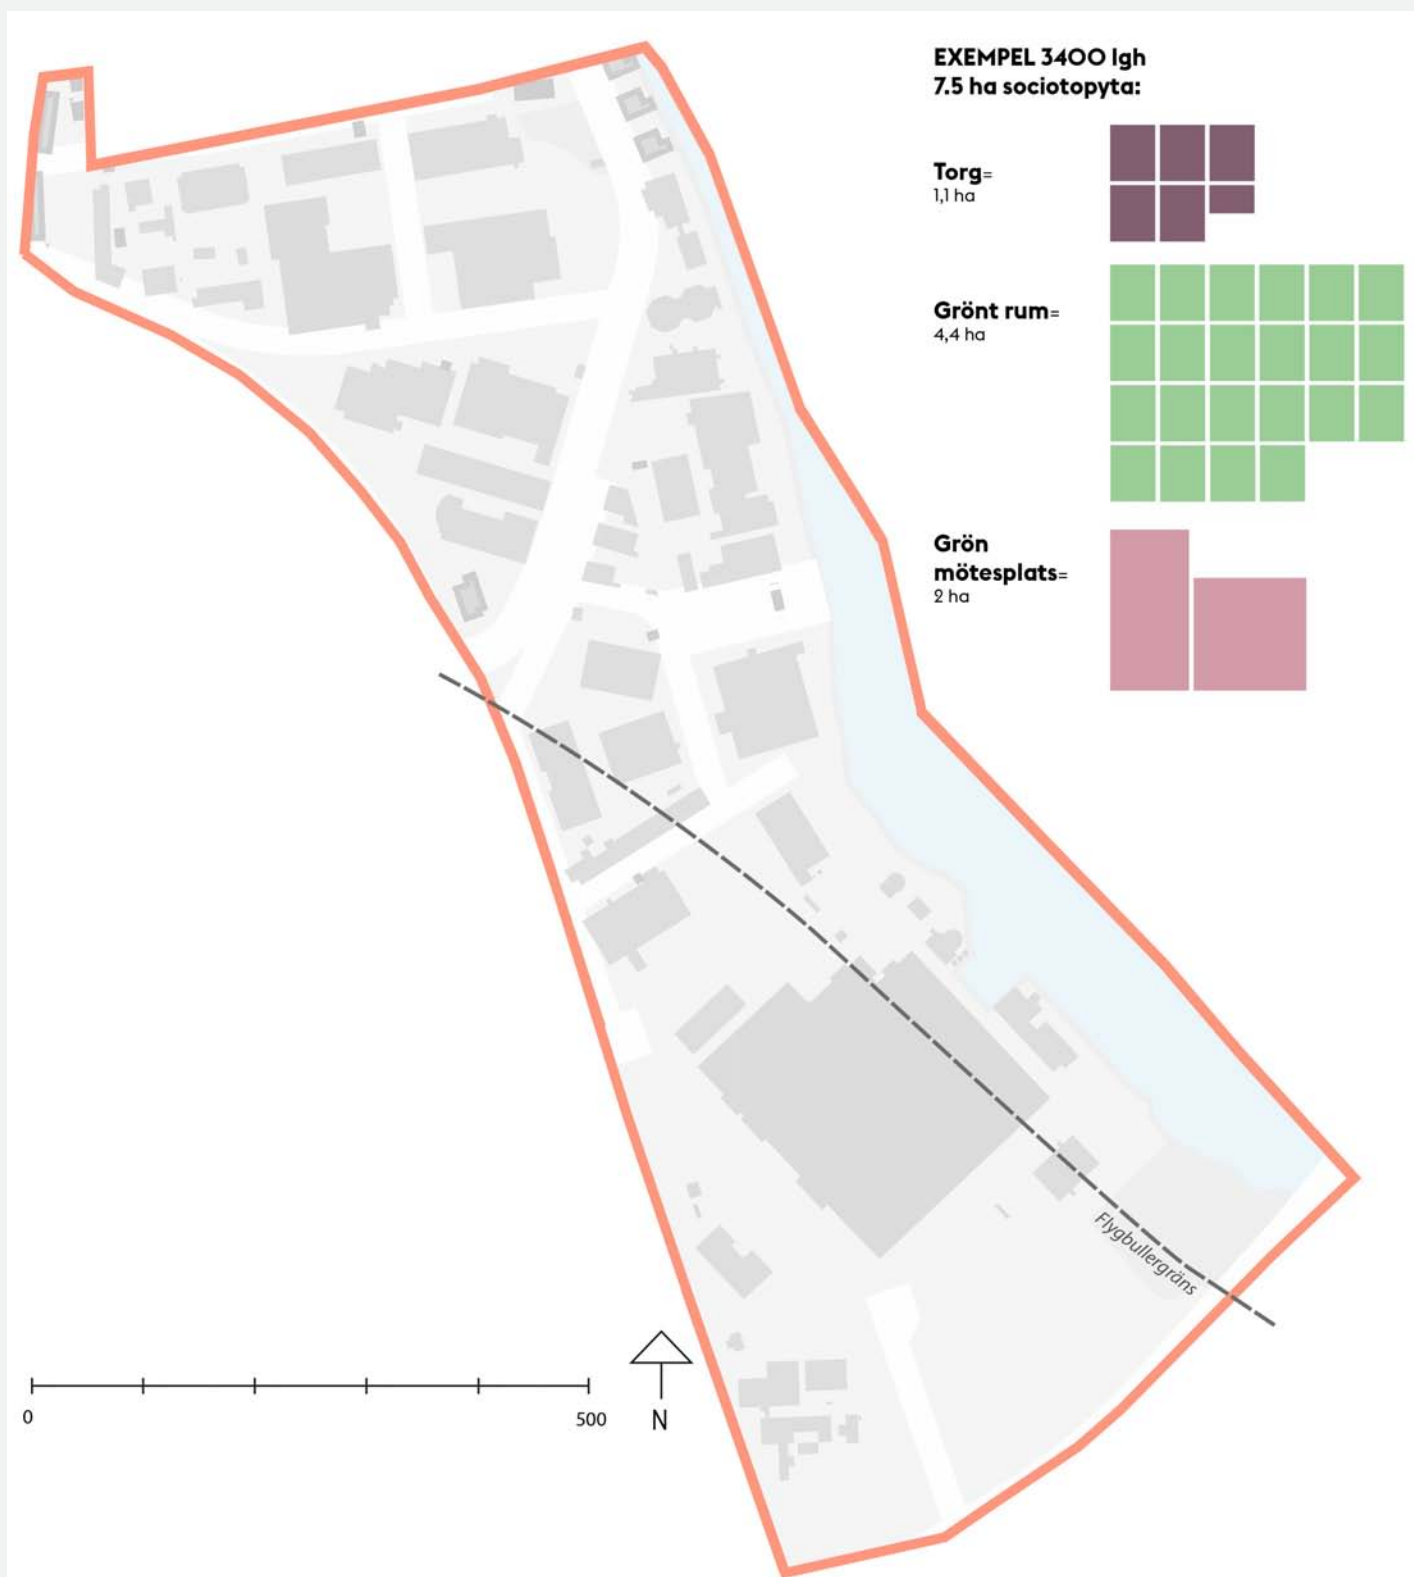 EXEMPEL 3400 lgh
7.5 ha sociotopyta:
Torg=
1,1 ha
Grönt rum=
4,4 ha
Grön
mötesplats=
2 ha
Flygbullergräns
0
500
N